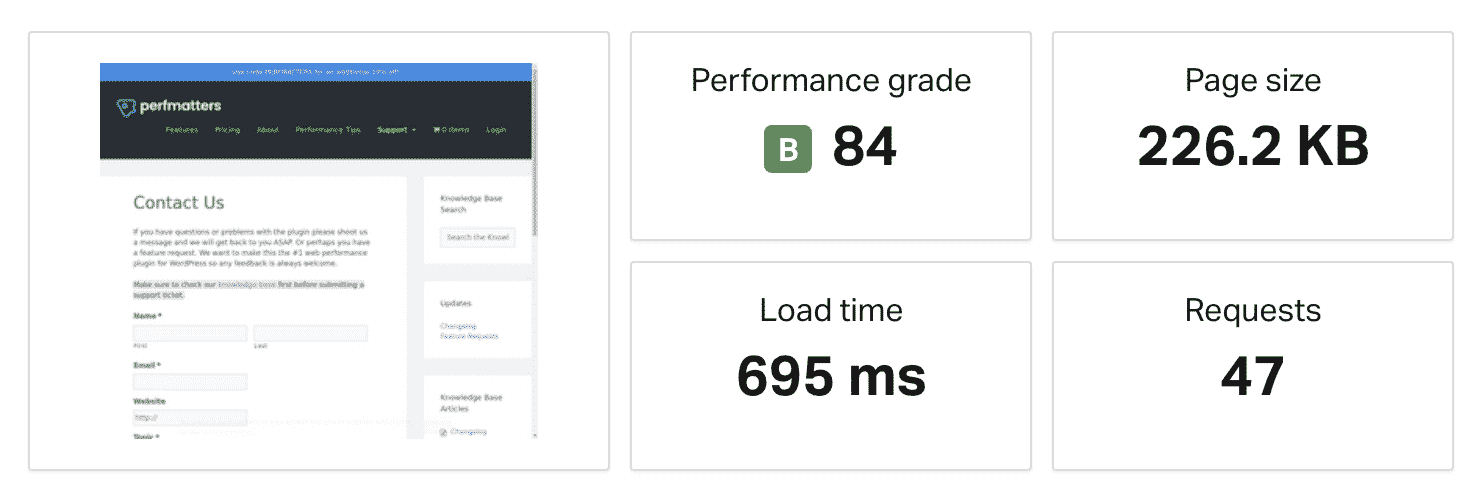 perfmatters
Features Pricing About Performance Tips Support 0 items Login
Contact Us
If you have questions or problems with the plugin please shoot us
a message and we will get back to you ASAP. Or perhaps you have
a feature request. We want to make this the #1 web performance
plugin for WordPress so any feedback is always welcome.
Make sure to check our knowledge base first before submitting a
support ticket.
Name *
First Last
Email *
Website
http://
Knowledge Base
Search
Search the Knowl
Updates
Changelog
Feature Requests
Knowledge Base
Articles
Changelog
Performance grade
B 84
Page size
226.2 KB
Load time
695 ms
Requests
47